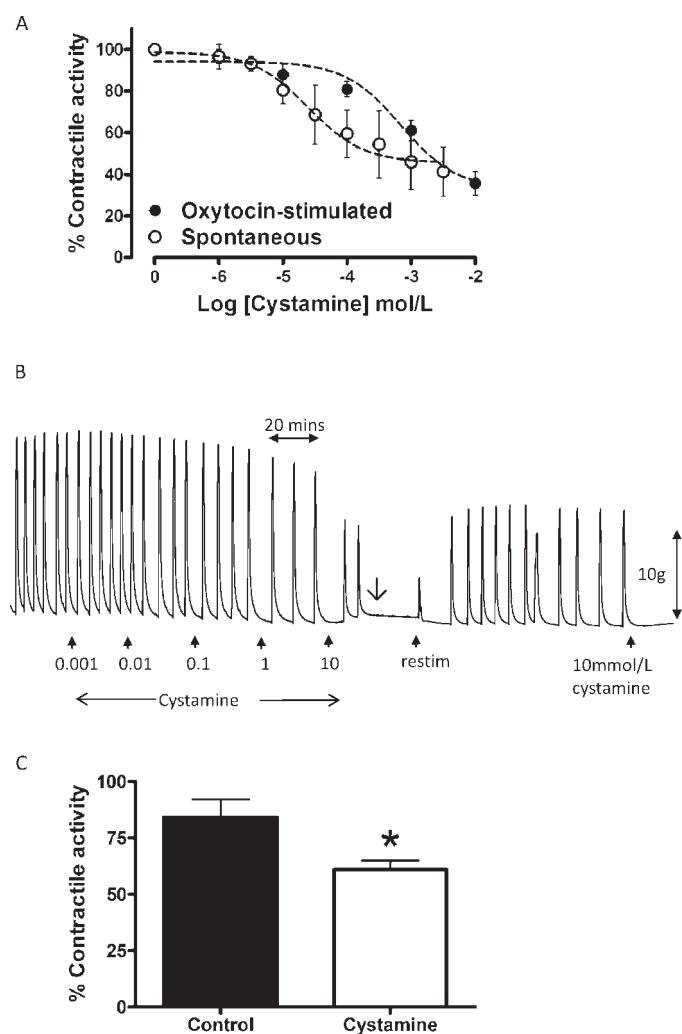 A
% Contractile activity
100
80
60
40
20
0
Oxytocin-stimulated
Spontaneous
0 -6 -5 -4 -3 -2
Log [Cystamine] mol/L
B
20 mins
10g
0.001 0.01 0.1 1 10 restim 10mmol/L
cystamine
Cystamine
C
% Contractile activity
100
75
50
25
0
*
Control Cystamine